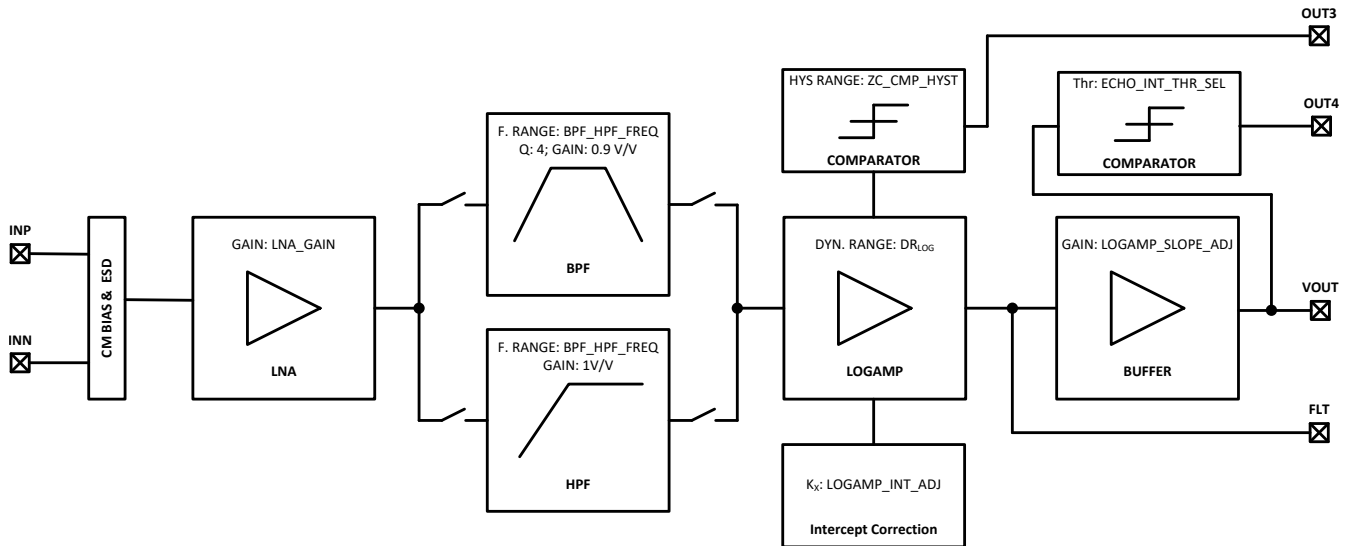 OUT3
HYS RANGE: ZC_CMP_HYST
COMPARATOR
Thr: ECHO_INT_THR_SEL
COMPARATOR
OUT4
F. RANGE: BPF_HPF_FREQ
Q: 4; GAIN: 0.9 V/V
BPF
INP
INN
CM BIAS & ESD
GAIN: LNA_GAIN
LNA
DYN. RANGE: DRLOG
LOGAMP
GAIN: LOGAMP_SLOPE_ADJ
BUFFER
VOUT
F. RANGE: BPF_HPF_FREQ
GAIN: 1V/V
HPF
FLT
KX: LOGAMP_INT_ADJ
Intercept Correction